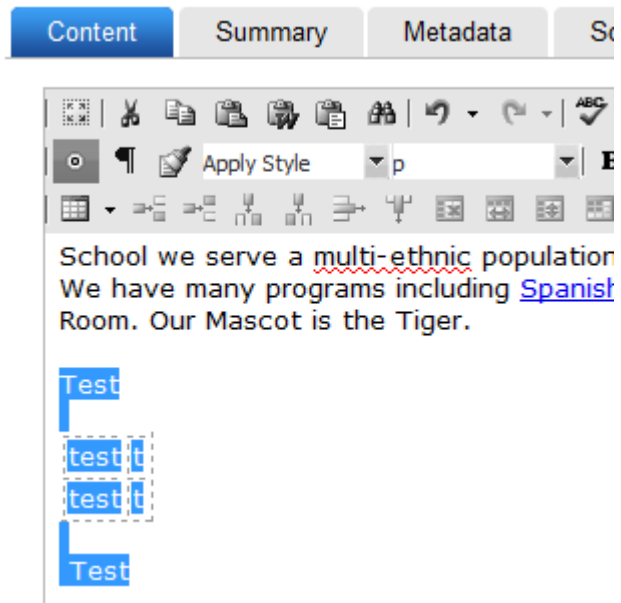 Content Summary Metadata
ABC
Apply Style p B
School we serve a multi-ethnic population
We have many programs including Spanish
Room. Our Mascot is the Tiger.
Test
test t
test t
Test